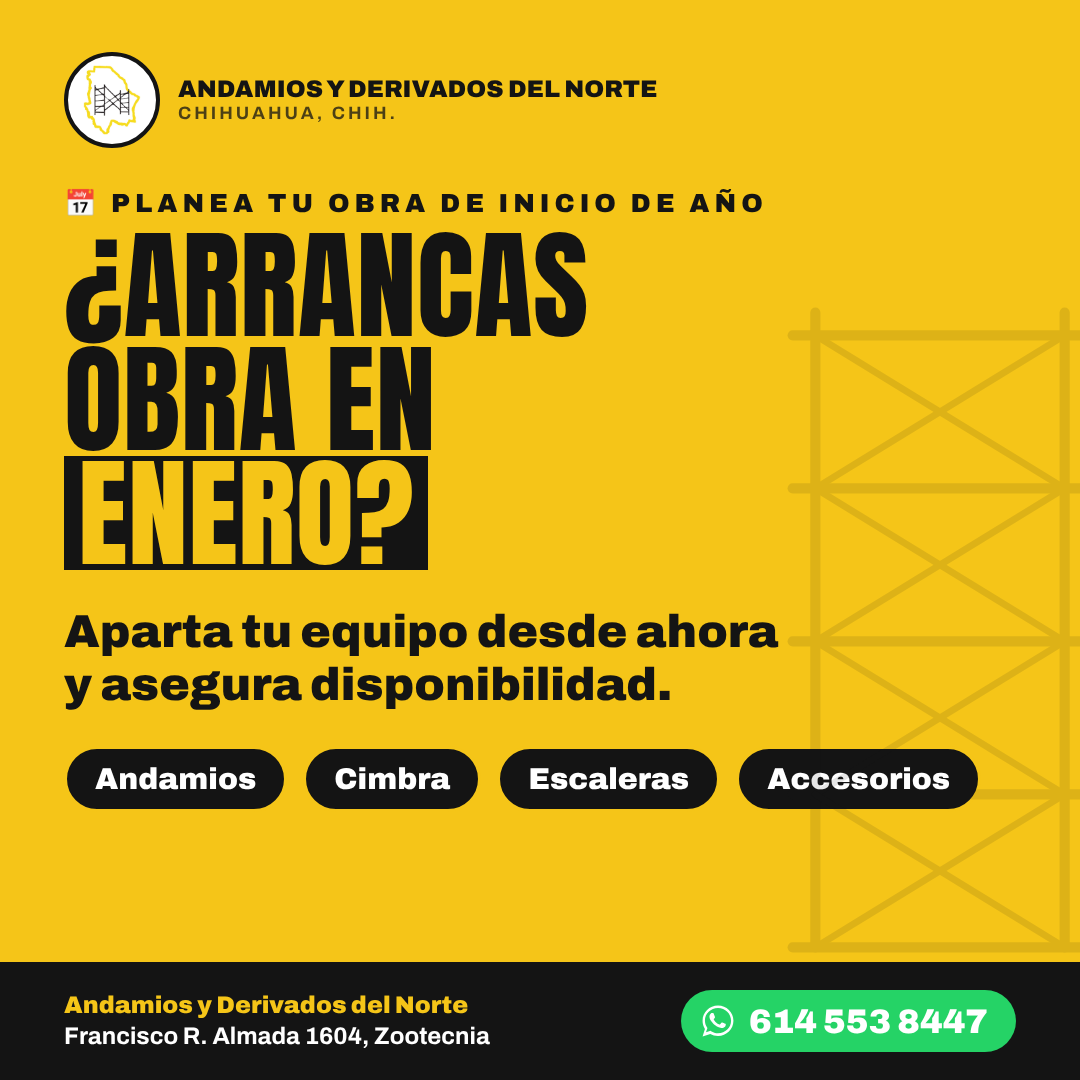 ANDAMIOS Y DERIVADOS DEL NORTE
CHIHUAHUA, CHIH.
July 17 PLANEA TU OBRA DE INICIO DE AÑO
¿ARRANCAS
OBRA EN
ENERO?
Aparta tu equipo desde ahora
y asegura disponibilidad.
Andamios Cimbra Escaleras Accesorios
Andamios y Derivados del Norte
Francisco R. Almada 1604, Zootecnia
614 553 8447